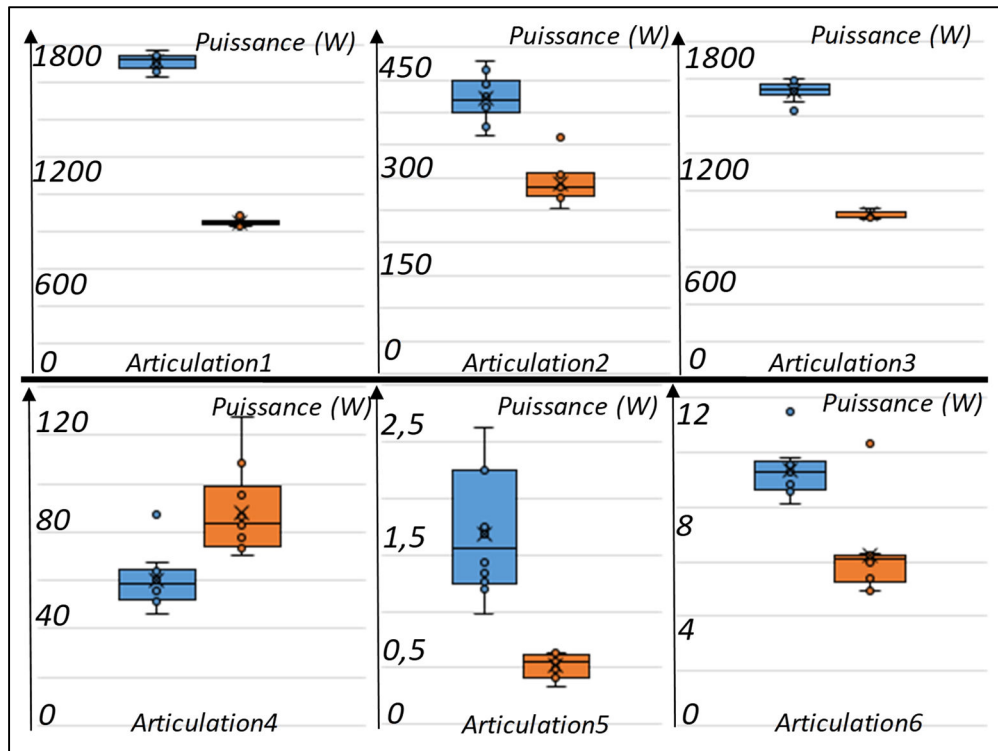 Puissance (W)
1800
1200
600
0
Articulation1
Puissance (W)
450
300
150
0
Articulation2
Puissance (W)
1800
1200
600
0
Articulation3
Puissance (W)
120
80
40
0
Articulation4
Puissance (W)
2,5
1,5
0,5
0
Articulation5
Puissance (W)
12
8
4
0
Articulation6